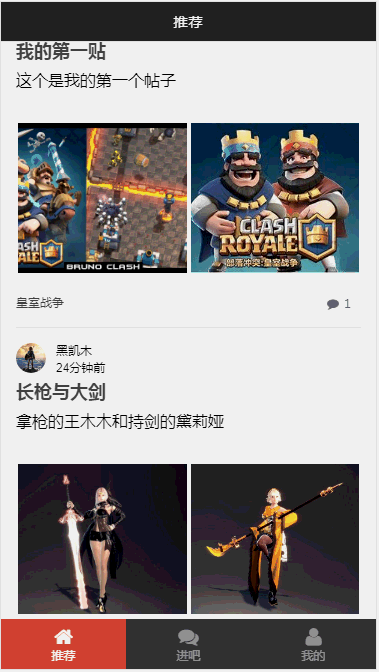 推荐
我的第一贴
这个是我的第一个帖子
CLASH
ROYALE
BRUNO CLASH
CLASH
ROYALE
部落冲突:皇室战争
皇室战争
1
黑凯木
24分钟前
长枪与大剑
拿枪的王木木和持剑的黛莉娅
推荐
进吧
我的